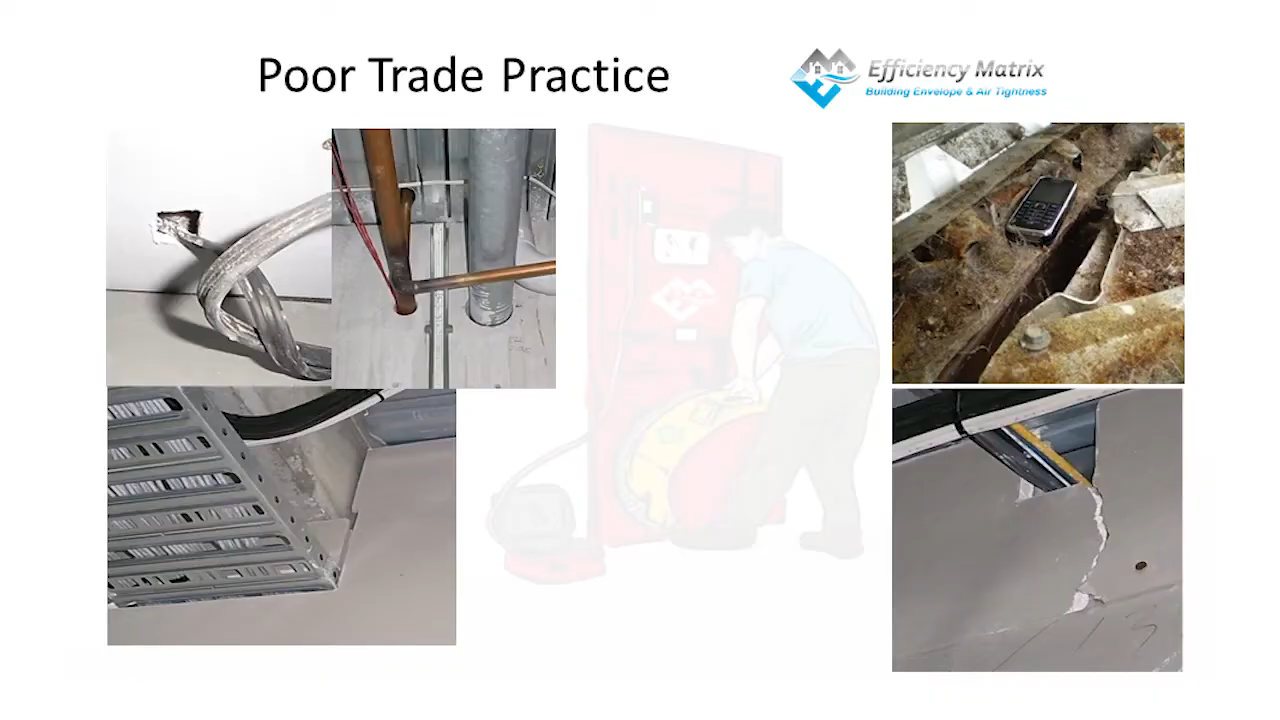 Poor Trade Practice
Efficiency Matrix
Building Envelope & Air Tightness